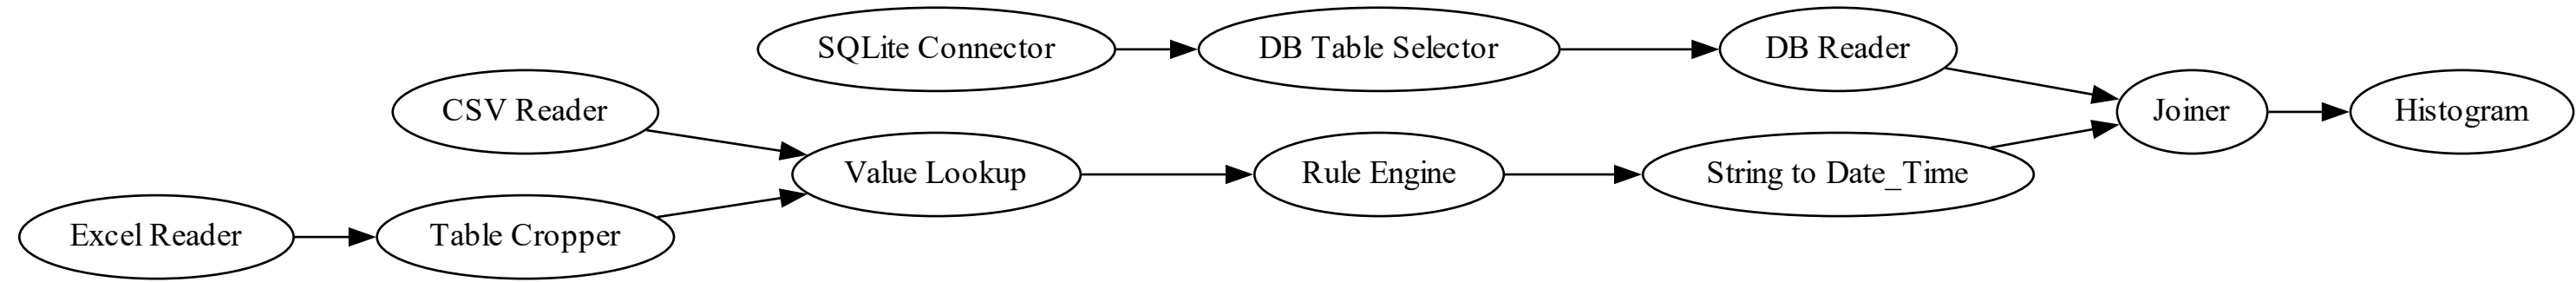 SQLite Connector
DB Table Selector
DB Reader
CSV Reader
Joiner
Histogram
Value Lookup
Rule Engine
String to Date_Time
Excel Reader
Table Cropper